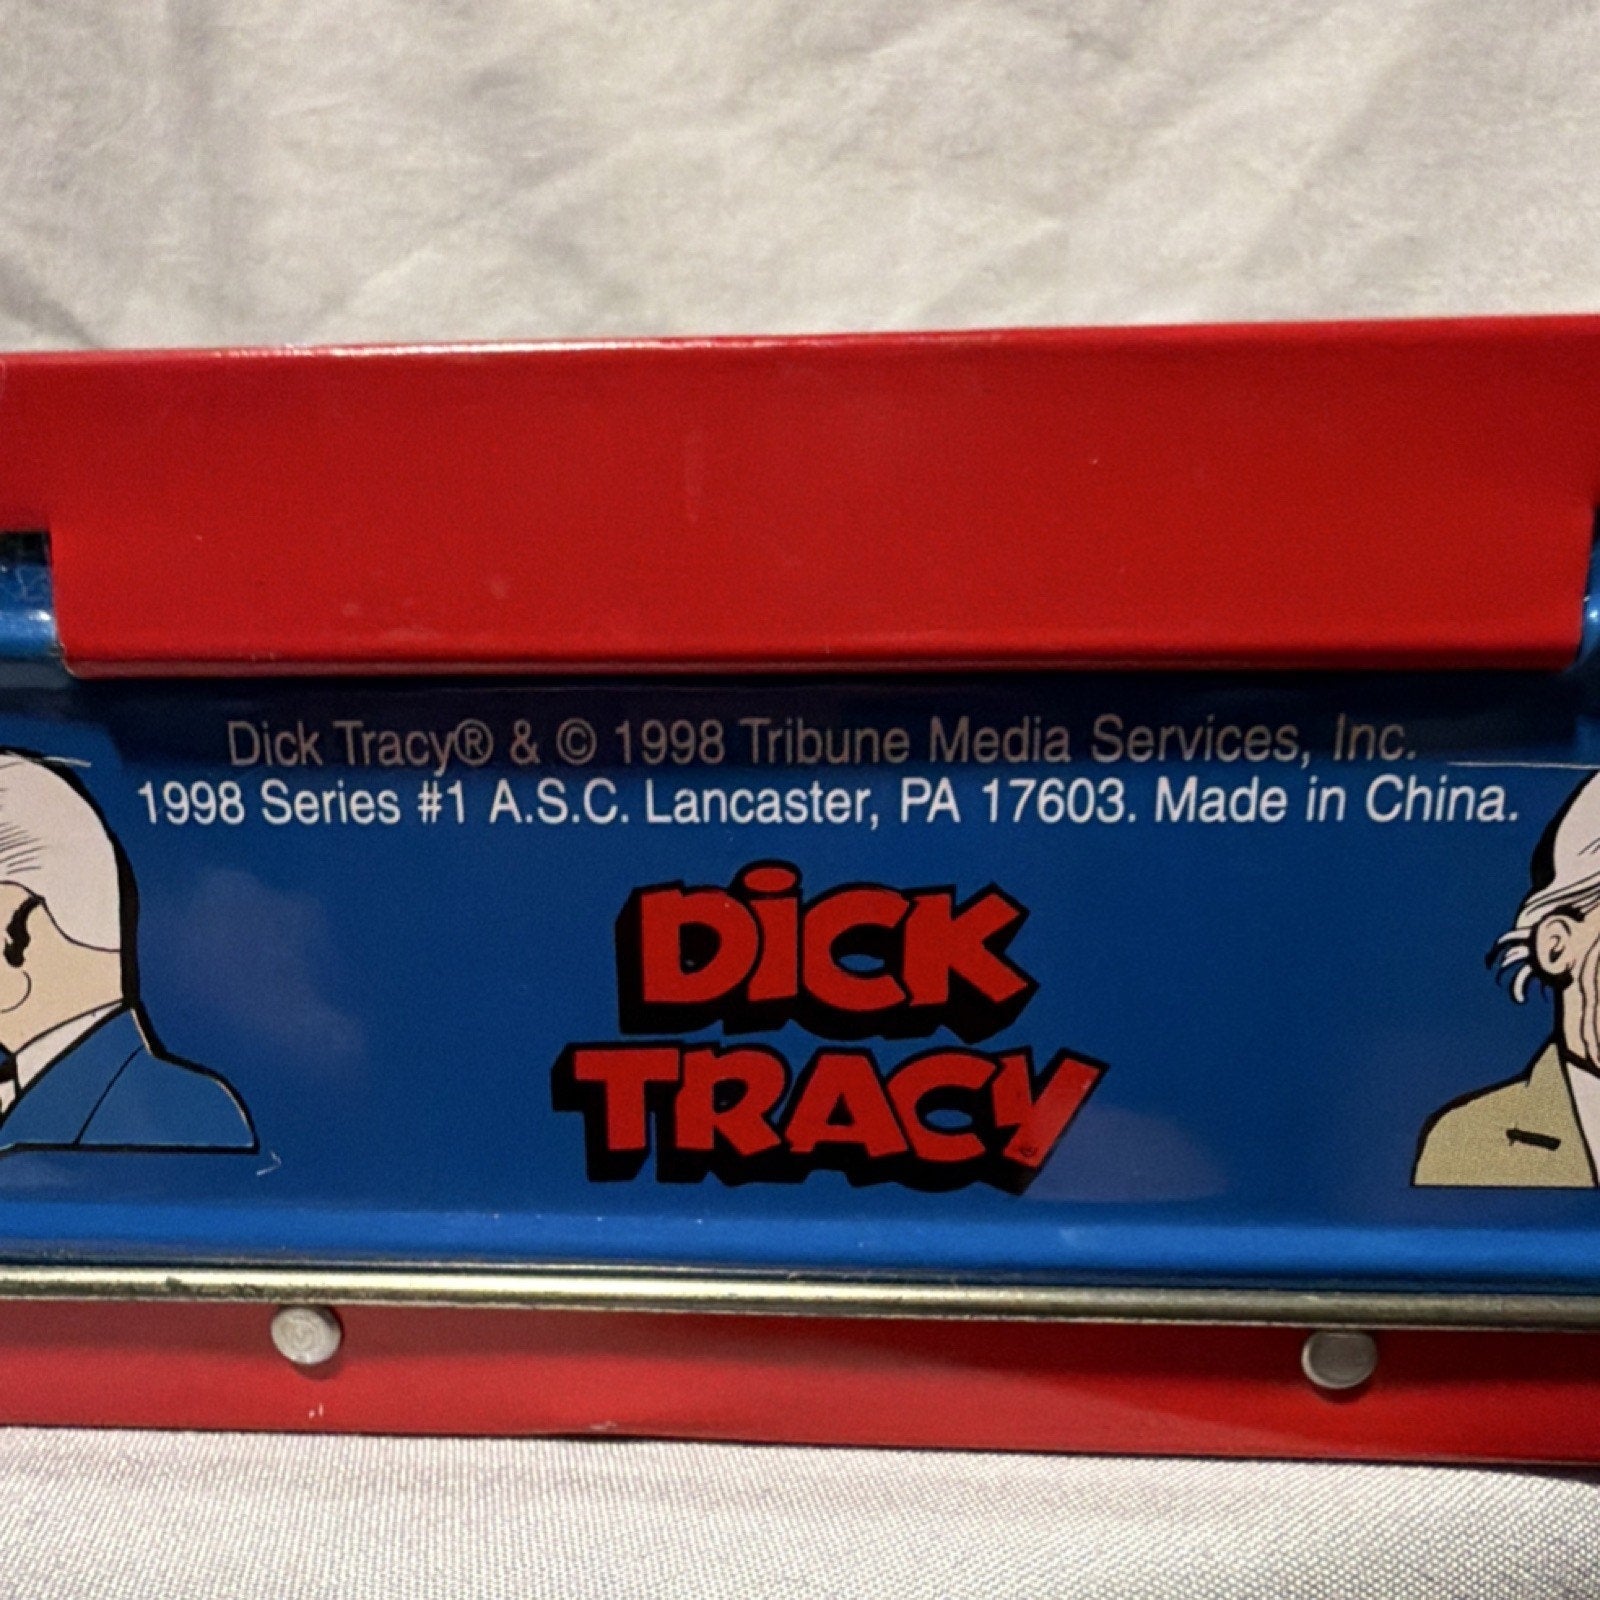 Dick Tracy® & © 1998 Tribune Media Services, Inc.
1998 Series #1 A.S.C. Lancaster, PA 17603. Made in China.
DiCK
TRACY